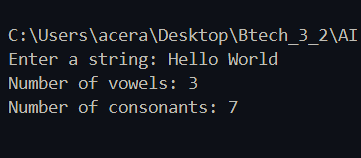 C:\Users\acera\Desktop\Btech_3_2\AI
Enter a string: Hello World
Number of vowels: 3
Number of consonants: 7